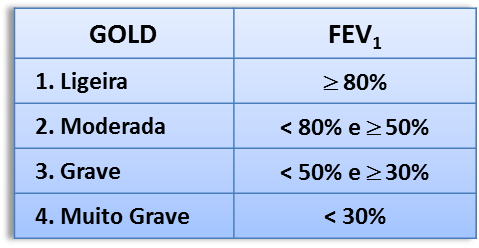 GOLD FEV₁
1. Ligeira ≥ 80%
2. Moderada < 80% e ≥ 50%
3. Grave < 50% e ≥ 30%
4. Muito Grave < 30%